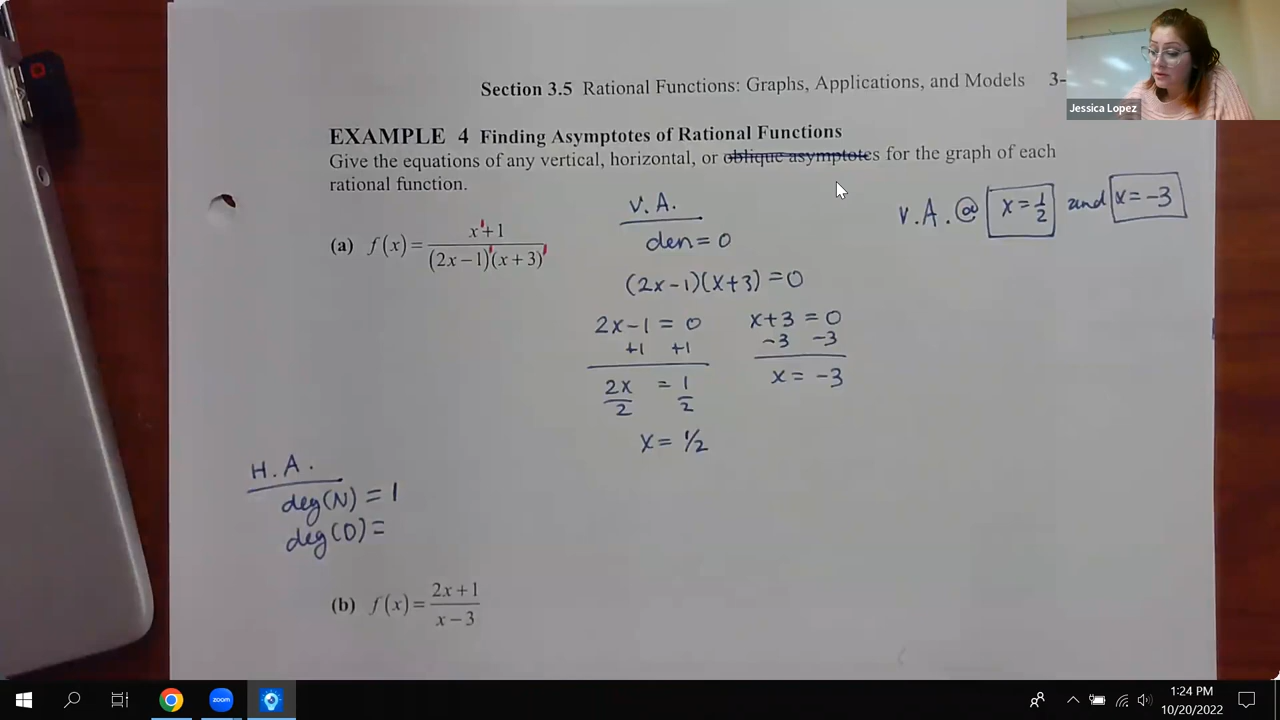 Section 3.5 Rational Functions: Graphs, Applications, and Models 3-
Jessica Lopez
EXAMPLE 4 Finding Asymptotes of Rational Functions
Give the equations of any vertical, horizontal, or oblique asymptotes for the graph of each
rational function.
(a) f(x) = (x+1)/((2x−1)(x+3))
V.A.
den = 0
(2x-1)(x+3) = 0
2x-1 = 0
+1 +1
2x/2 = 1/2
x = 1/2
x+3 = 0
-3 -3
x = -3
V.A. @ x = 1/2 and x = -3
H.A.
deg(N) = 1
deg(D) =
(b) f(x) = (2x+1)/(x−3)
zoom
1:24 PM
10/20/2022